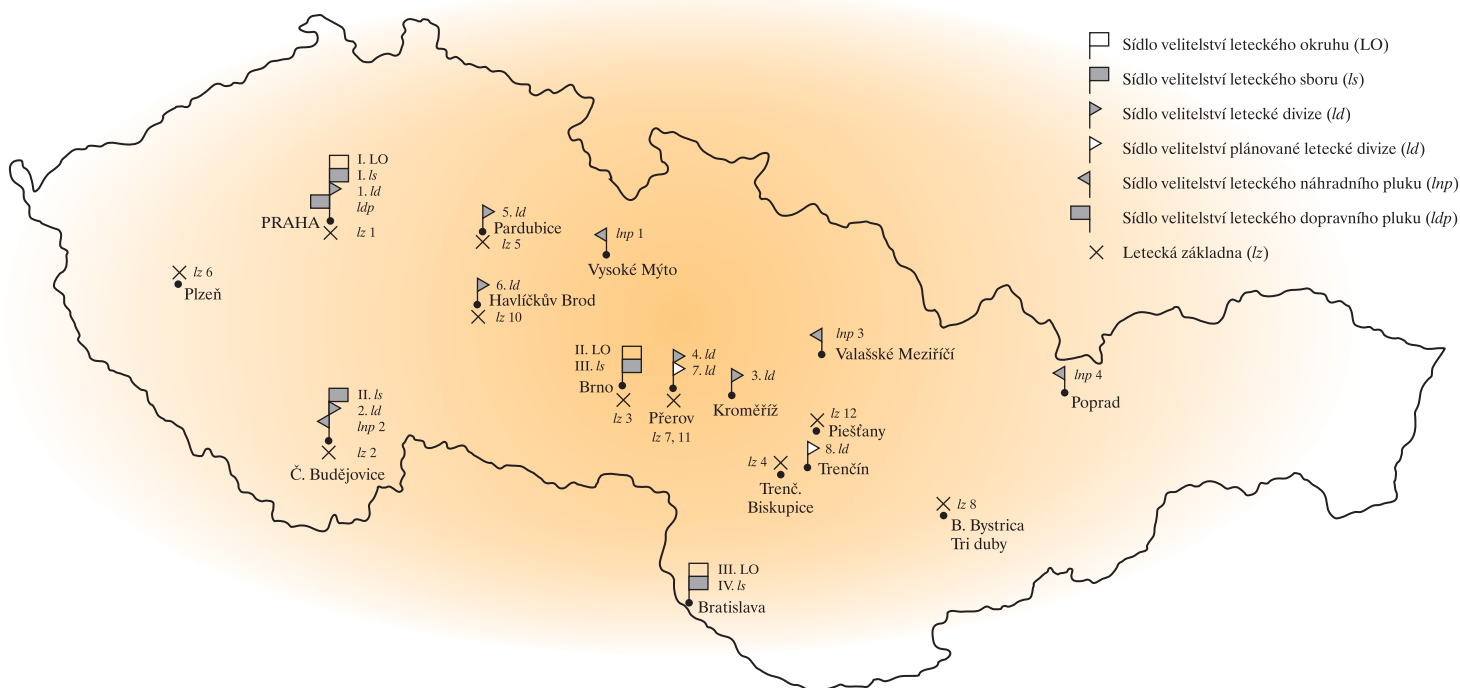 Sídlo velitelství leteckého okruhu (LO)
Sídlo velitelství leteckého sboru (ls)
Sídlo velitelství letecké divize (ld)
Sídlo velitelství plánované letecké divize (ld)
Sídlo velitelství leteckého náhradního pluku (lnp)
Sídlo velitelství leteckého dopravního pluku (ldp)
Letecká základna (lz)
I. LO
I. ls
1. ld
ldp
PRAHA
lz 1
5. ld
Pardubice
lz 5
lnp 1
Vysoké Mýto
lz 6
Plzeň
6. ld
Havlíčkův Brod
lz 10
II. LO
III. ls
Brno
lz 3
4. ld
7. ld
Přerov
lz 7, 11
3. ld
Kroměříž
lnp 3
Valašské Meziříčí
lnp 4
Poprad
II. ls
2. ld
lnp 2
lz 2
Č. Budějovice
lz 12
Piešťany
8. ld
Trenčín
lz 4
Trenč.
Biskupice
lz 8
B. Bystrica
Tri duby
III. LO
IV. ls
Bratislava